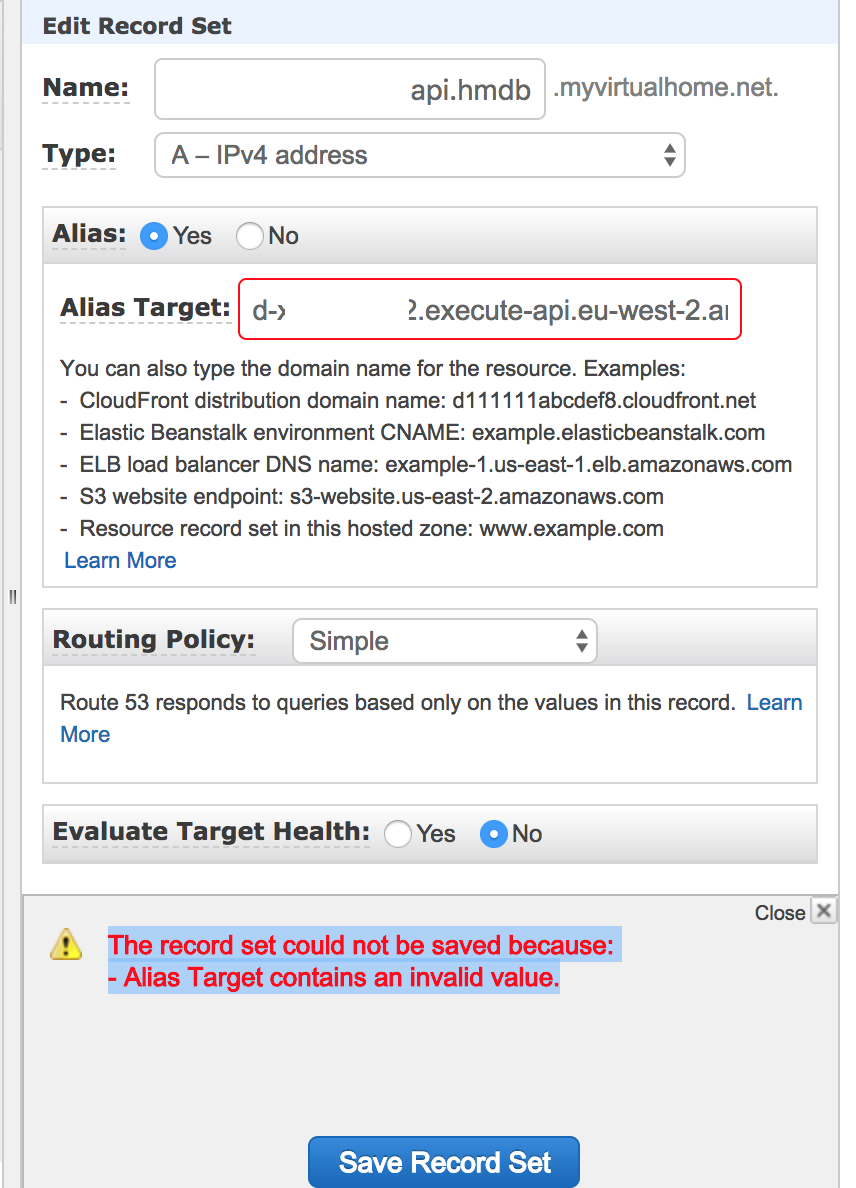 Edit Record Set
Name: api.hmdb .myvirtualhome.net.
Type: A – IPv4 address
Alias: Yes No
Alias Target: d-x 2.execute-api.eu-west-2.a
You can also type the domain name for the resource. Examples:
- CloudFront distribution domain name: d111111abcdef8.cloudfront.net
- Elastic Beanstalk environment CNAME: example.elasticbeanstalk.com
- ELB load balancer DNS name: example-1.us-east-1.elb.amazonaws.com
- S3 website endpoint: s3-website.us-east-2.amazonaws.com
- Resource record set in this hosted zone: www.example.com
Learn More
Routing Policy: Simple
Route 53 responds to queries based only on the values in this record. Learn
More
Evaluate Target Health: Yes No
Close
The record set could not be saved because:
- Alias Target contains an invalid value.
Save Record Set